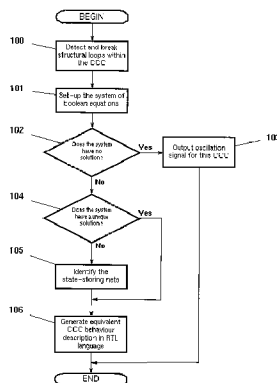 BEGIN
100
Detect and break
structural loops within
the CCC
101
Set-up the system of
boolean equations
102
Does the system
have no
solution?
Yes
Output oscillation
signal for this CCC
No
104
Does the system
have a unique
solution?
Yes
No
105
Identify the
state-storing nets
106
Generate equivalent
CCC behaviour
description in RTL
language
END